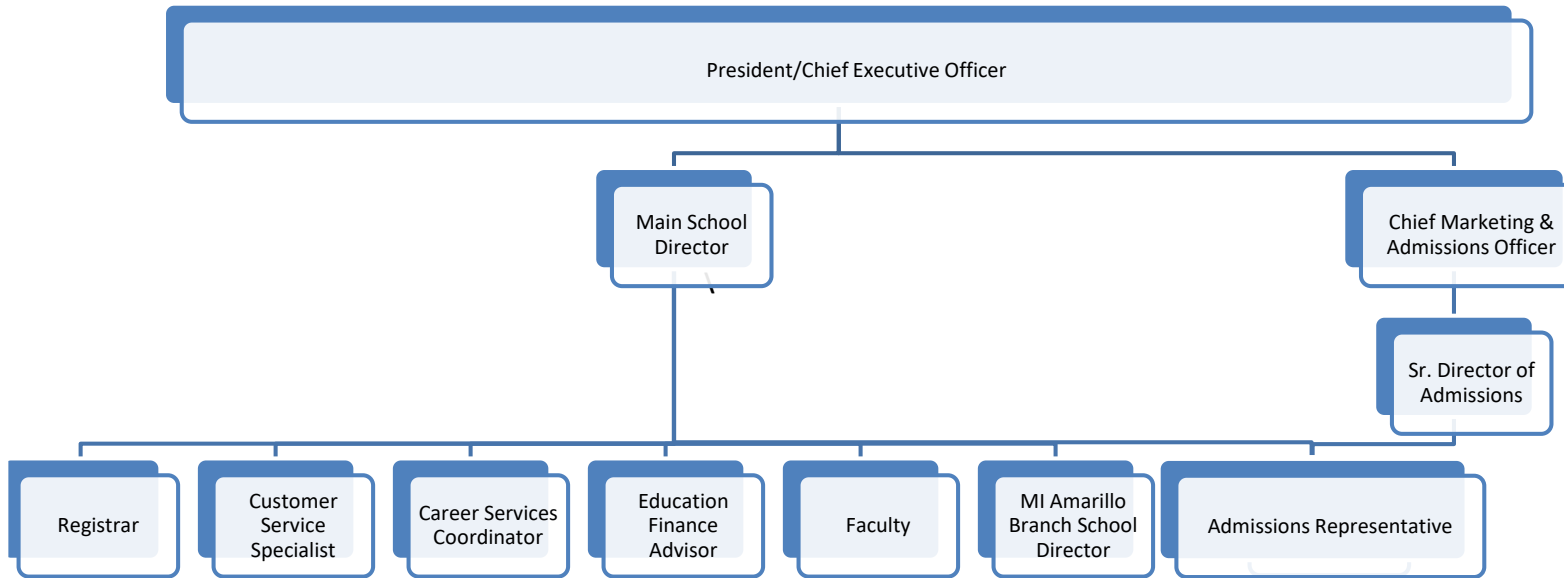 President/Chief Executive Officer
Main School
Director
Chief Marketing &
Admissions Officer
Sr. Director of
Admissions
Registrar
Customer
Service
Specialist
Career Services
Coordinator
Education
Finance
Advisor
Faculty
MI Amarillo
Branch School
Director
Admissions Representative